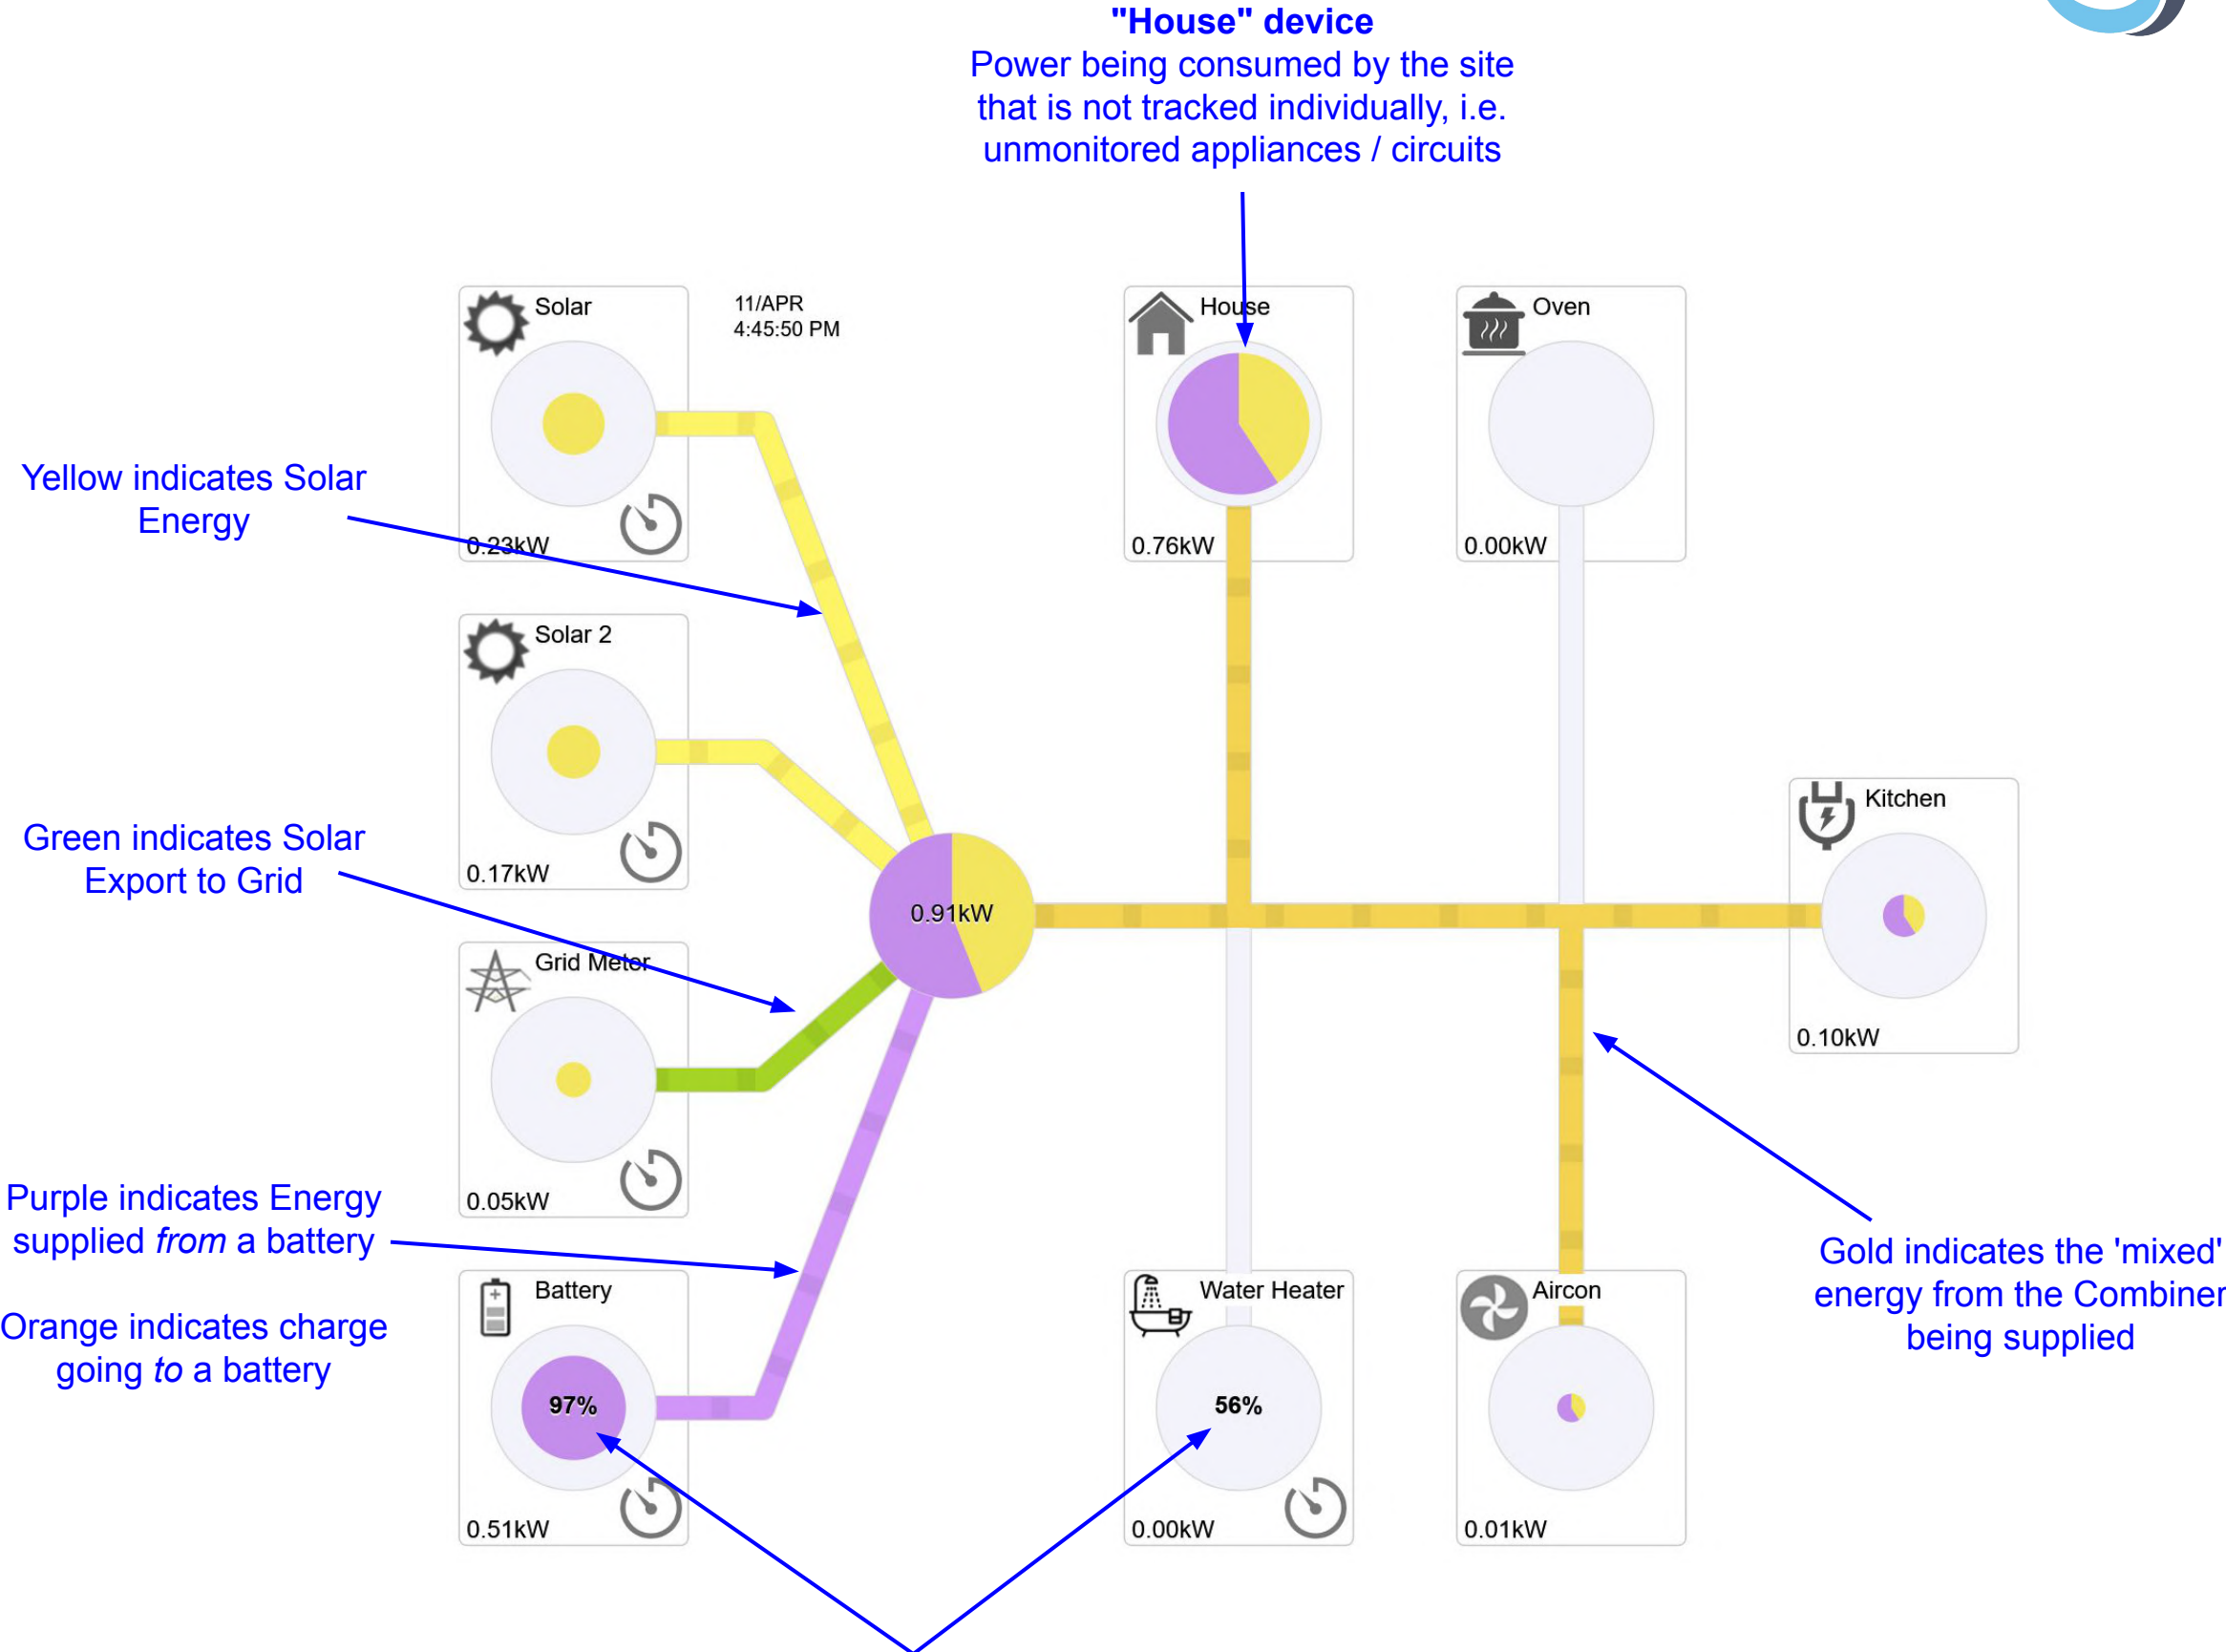 "House" device
Power being consumed by the site
that is not tracked individually, i.e.
unmonitored appliances / circuits
Solar
11/APR
4:45:50 PM
0.23kW
House
0.76kW
Oven
0.00kW
Yellow indicates Solar
Energy
Solar 2
0.17kW
Green indicates Solar
Export to Grid
0.91kW
Kitchen
0.10kW
Grid Meter
0.05kW
Purple indicates Energy
supplied from a battery
Orange indicates charge
going to a battery
Battery
97%
0.51kW
Water Heater
56%
0.00kW
Aircon
0.01kW
Gold indicates the 'mixed'
energy from the Combiner
being supplied